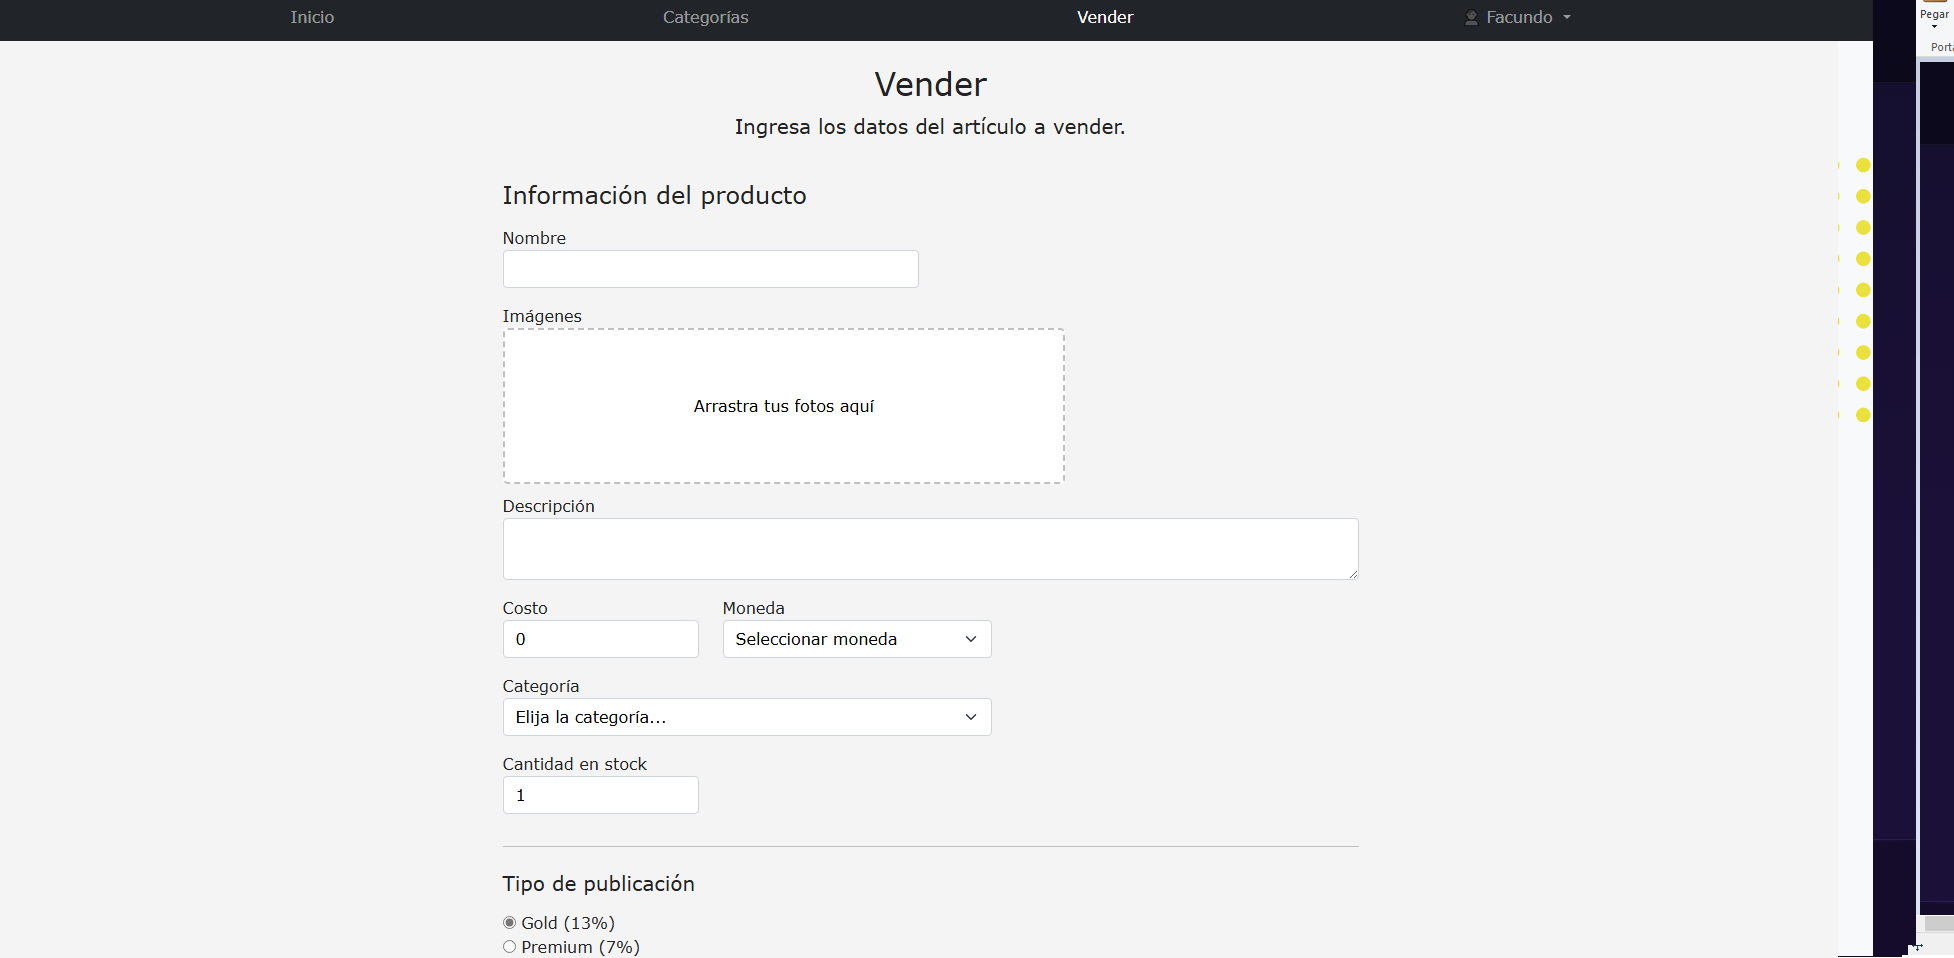 Inicio
Categorías
Vender
Facundo
Pegar
Vender
Ingresa los datos del artículo a vender.
Información del producto
Nombre
Imágenes
Arrastra tus fotos aquí
Descripción
Costo
Moneda
0
Seleccionar moneda
Categoría
Elija la categoría...
Cantidad en stock
1
Tipo de publicación
Gold (13%)
Premium (7%)